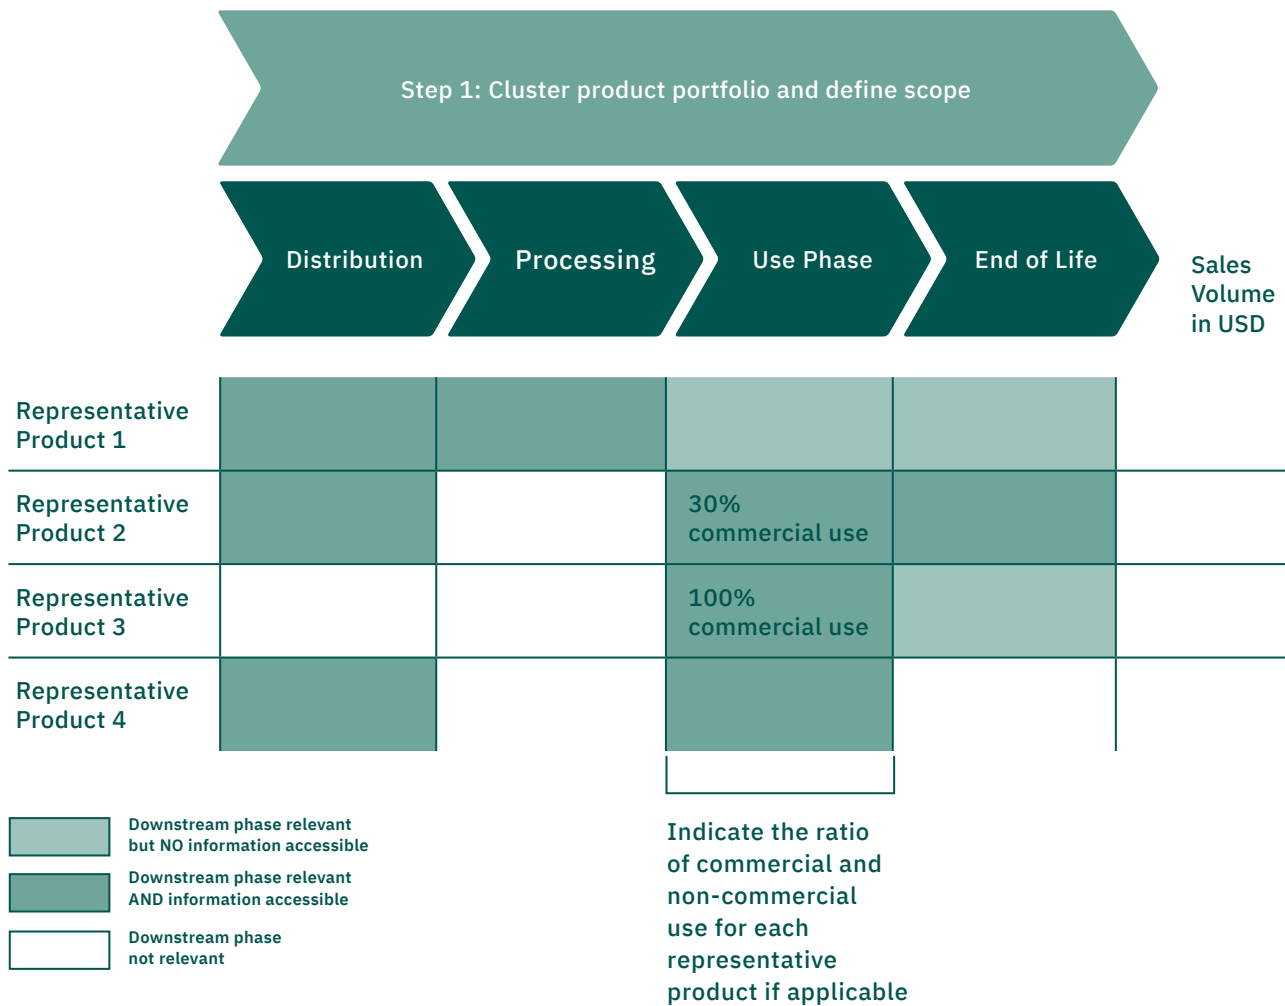 Step 1: Cluster product portfolio and define scope
Distribution
Processing
Use Phase
End of Life
Sales
Volume
in USD
Representative
Product 1
Representative
Product 2
30%
commercial use
Representative
Product 3
100%
commercial use
Representative
Product 4
Downstream phase relevant
but NO information accessible
Downstream phase relevant
AND information accessible
Downstream phase
not relevant
Indicate the ratio
of commercial and
non-commercial
use for each
representative
product if applicable